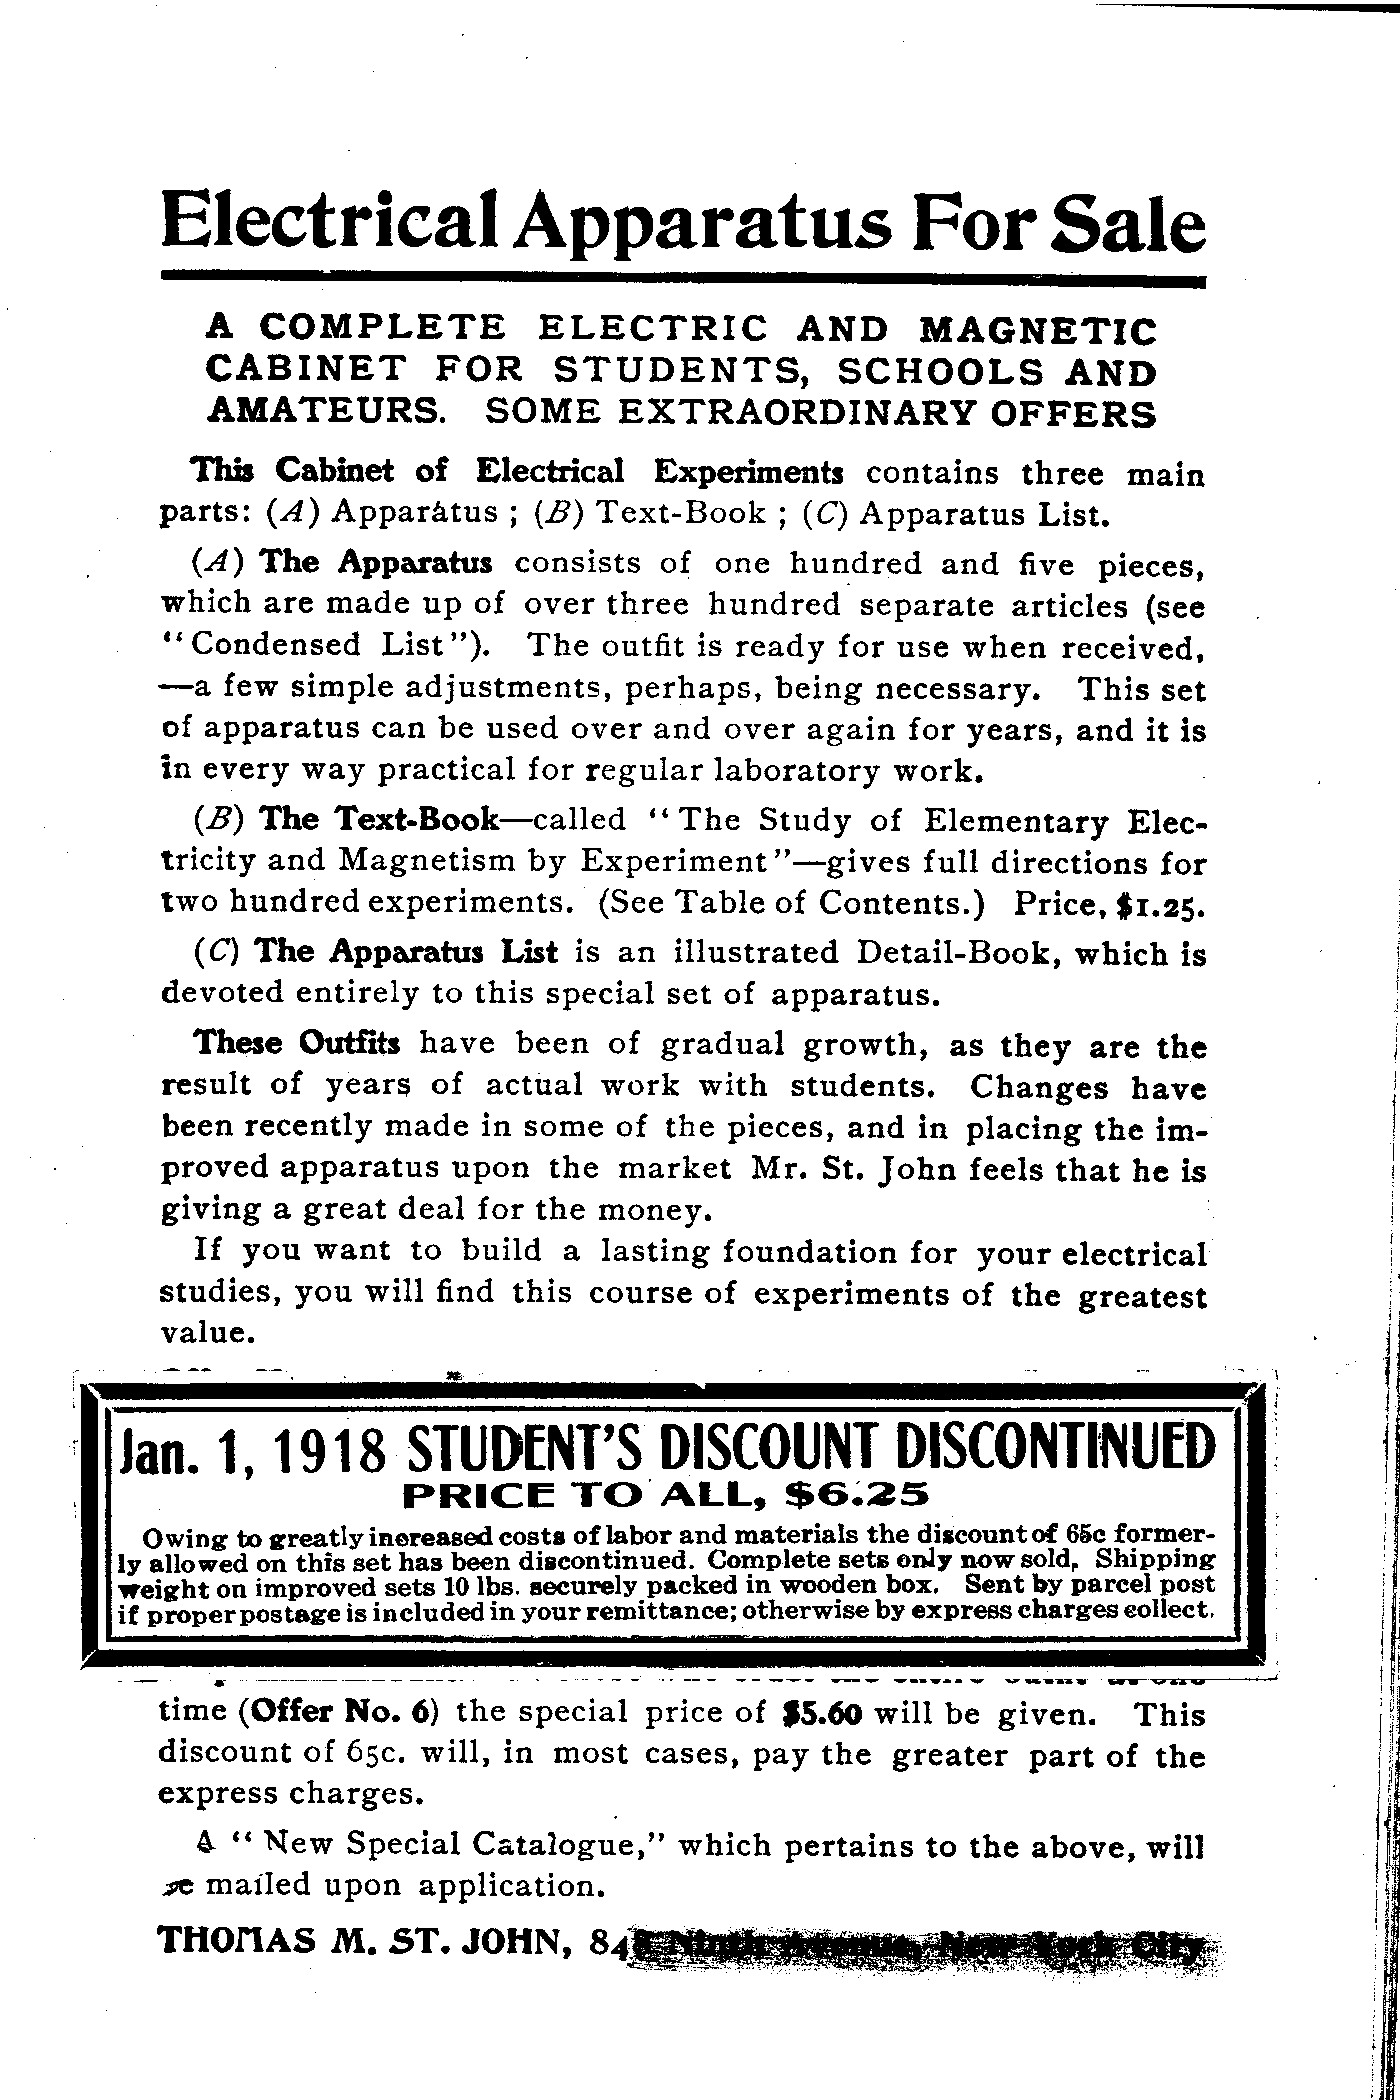 Electrical Apparatus For Sale
A COMPLETE ELECTRIC AND MAGNETIC
CABINET FOR STUDENTS, SCHOOLS AND
AMATEURS. SOME EXTRAORDINARY OFFERS
This Cabinet of Electrical Experiments contains three main
parts: (A) Apparatus ; (B) Text-Book ; (C) Apparatus List.
(A) The Apparatus consists of one hundred and five pieces,
which are made up of over three hundred separate articles (see
“Condensed List”). The outfit is ready for use when received,
—a few simple adjustments, perhaps, being necessary. This set
of apparatus can be used over and over again for years, and it is
in every way practical for regular laboratory work.
(B) The Text-Book—called “The Study of Elementary Elec-
tricity and Magnetism by Experiment”—gives full directions for
two hundred experiments. (See Table of Contents.) Price, $1.25.
(C) The Apparatus List is an illustrated Detail-Book, which is
devoted entirely to this special set of apparatus.
These Outfits have been of gradual growth, as they are the
result of years of actual work with students. Changes have
been recently made in some of the pieces, and in placing the im-
proved apparatus upon the market Mr. St. John feels that he is
giving a great deal for the money.
If you want to build a lasting foundation for your electrical
studies, you will find this course of experiments of the greatest
value.
Jan. 1, 1918 STUDENT'S DISCOUNT DISCONTINUED
PRICE TO ALL, $6.25
Owing to greatly increased costs of labor and materials the discount of 65c former-
ly allowed on this set has been discontinued. Complete sets only now sold, Shipping
weight on improved sets 10 lbs. securely packed in wooden box. Sent by parcel post
if proper postage is included in your remittance; otherwise by express charges collect.
time (Offer No. 6) the special price of $5.60 will be given. This
discount of 65c. will, in most cases, pay the greater part of the
express charges.
A “New Special Catalogue,” which pertains to the above, will
mailed upon application.
THOMAS M. ST. JOHN, 848 Ninth Avenue, New York City